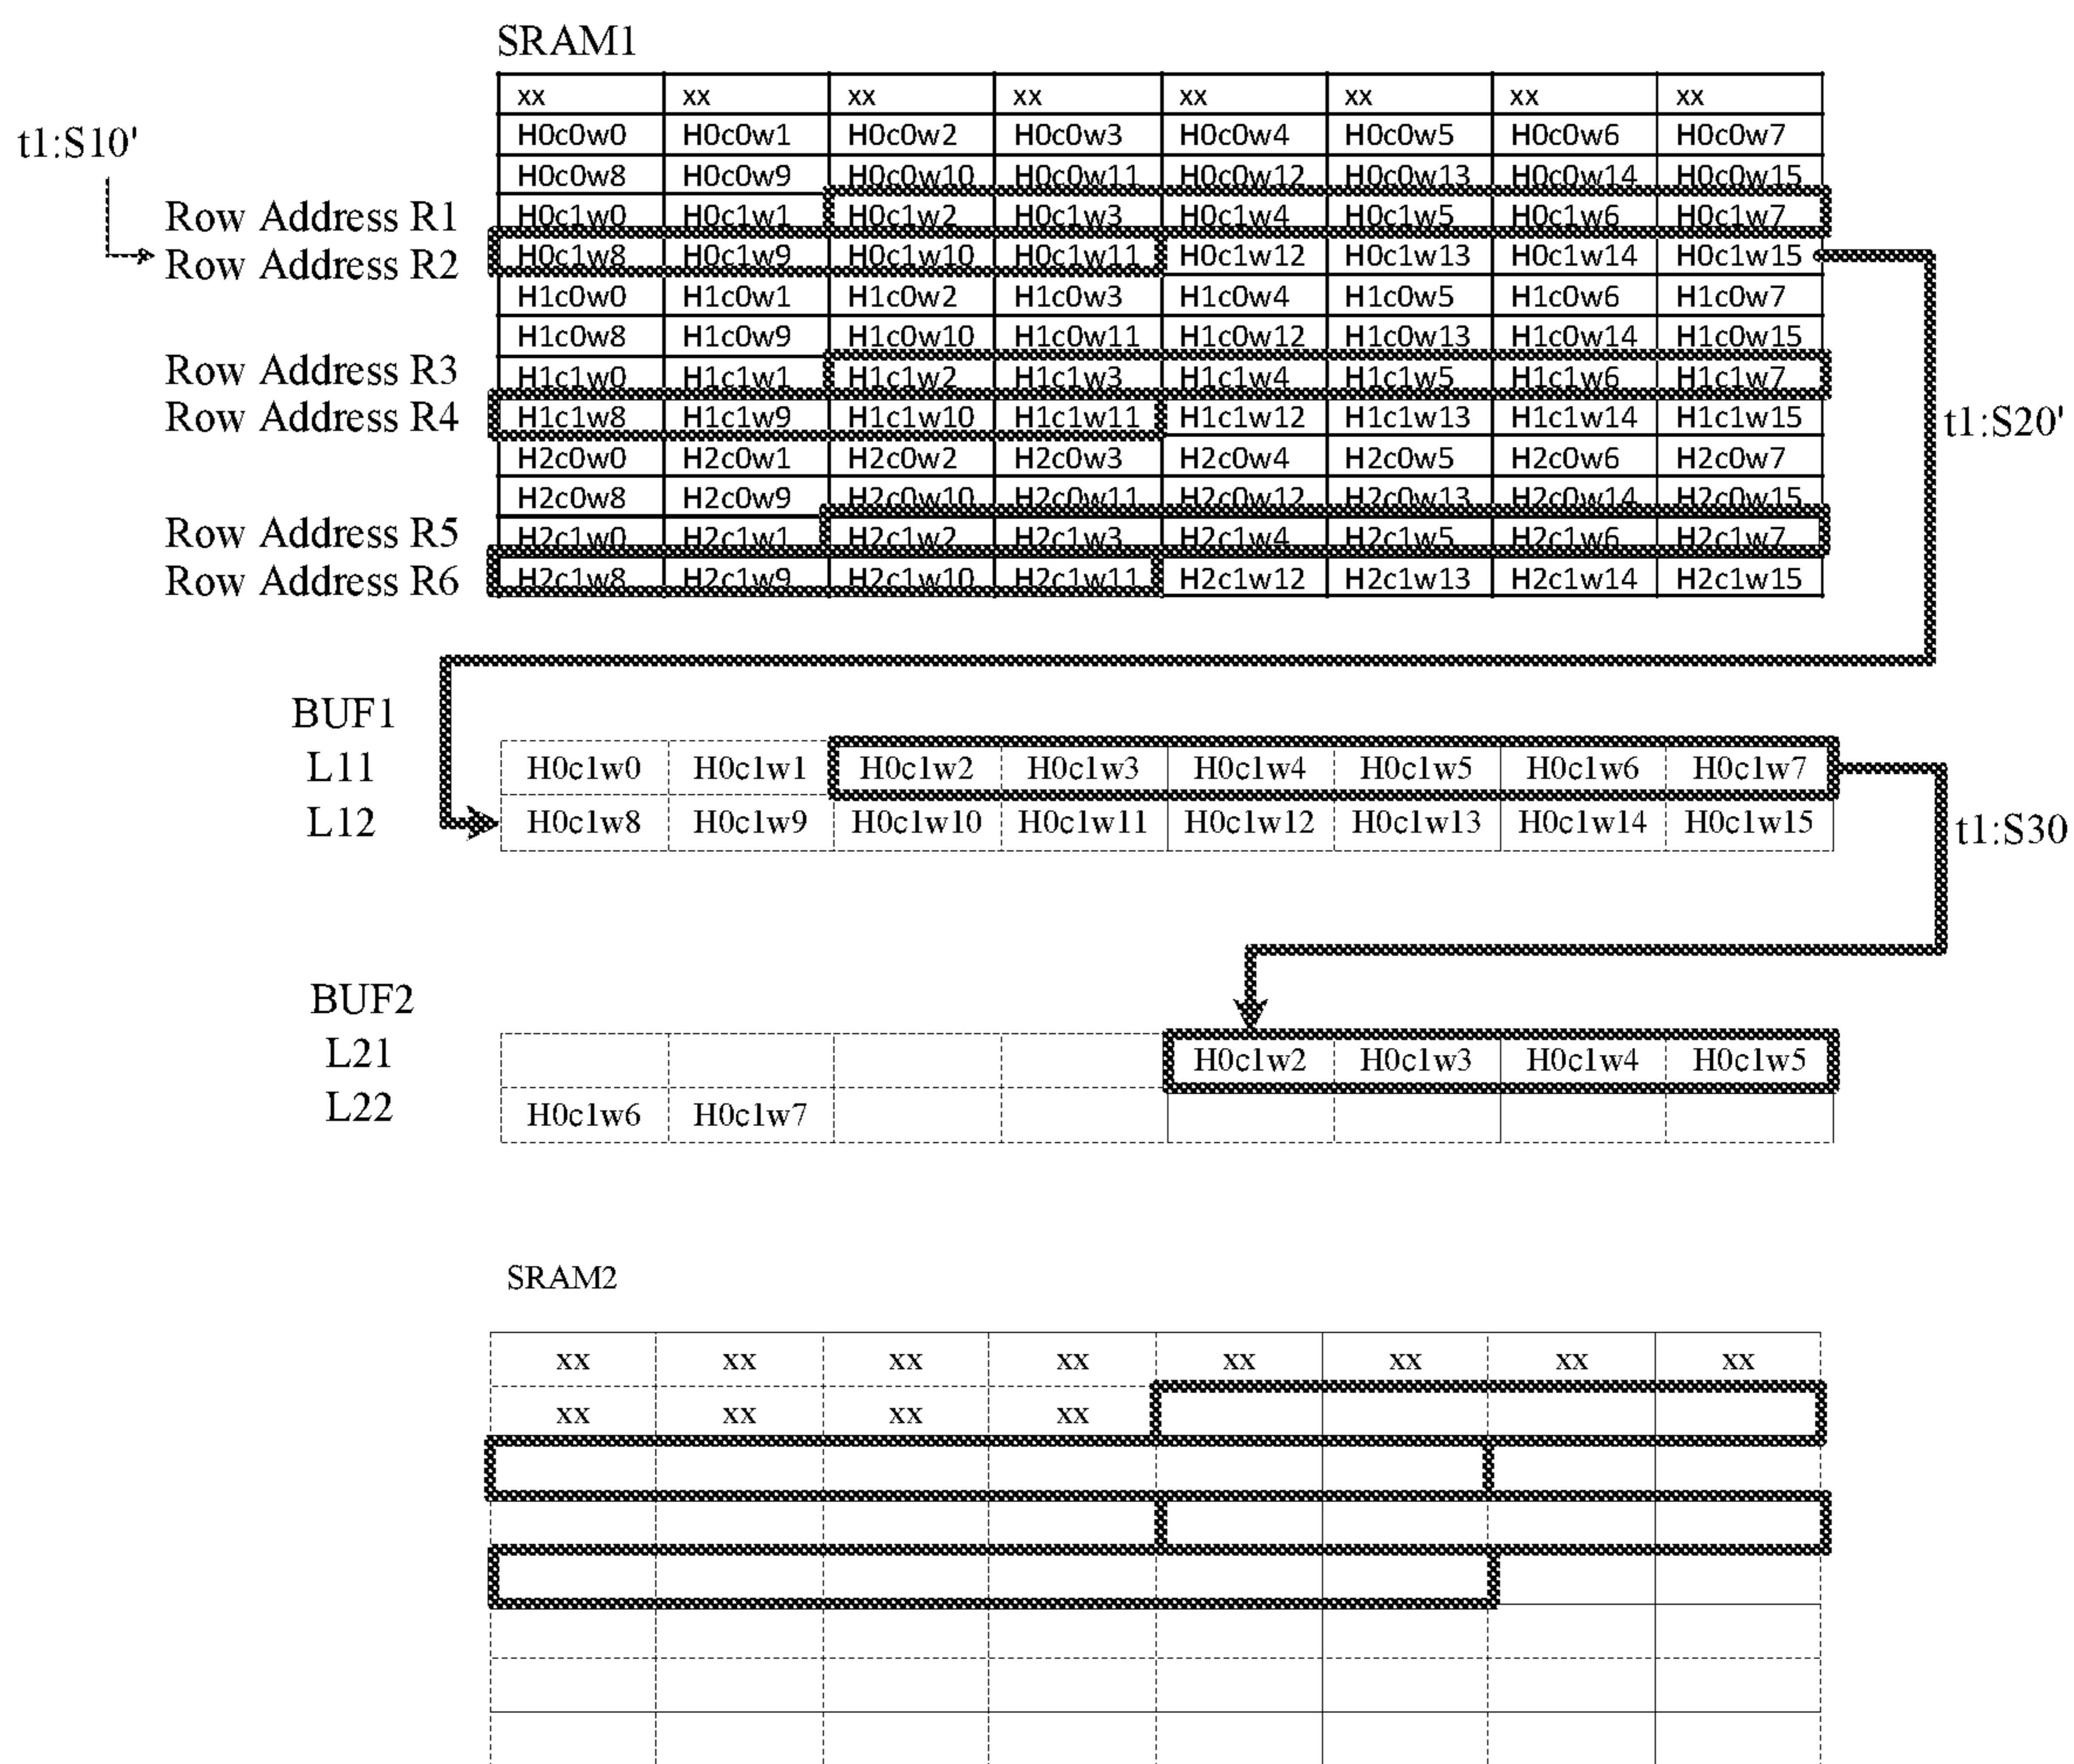 SRAM1
xx xx xx xx xx xx xx xx
H0c0w0 H0c0w1 H0c0w2 H0c0w3 H0c0w4 H0c0w5 H0c0w6 H0c0w7
t1:S10'
H0c0w8 H0c0w9 H0c0w10 H0c0w11 H0c0w12 H0c0w13 H0c0w14 H0c0w15
Row Address R1 H0c1w0 H0c1w1 H0c1w2 H0c1w3 H0c1w4 H0c1w5 H0c1w6 H0c1w7
Row Address R2 H0c1w8 H0c1w9 H0c1w10 H0c1w11 H0c1w12 H0c1w13 H0c1w14 H0c1w15
H1c0w0 H1c0w1 H1c0w2 H1c0w3 H1c0w4 H1c0w5 H1c0w6 H1c0w7
H1c0w8 H1c0w9 H1c0w10 H1c0w11 H1c0w12 H1c0w13 H1c0w14 H1c0w15
Row Address R3 H1c1w0 H1c1w1 H1c1w2 H1c1w3 H1c1w4 H1c1w5 H1c1w6 H1c1w7
Row Address R4 H1c1w8 H1c1w9 H1c1w10 H1c1w11 H1c1w12 H1c1w13 H1c1w14 H1c1w15
t1:S20'
H2c0w0 H2c0w1 H2c0w2 H2c0w3 H2c0w4 H2c0w5 H2c0w6 H2c0w7
H2c0w8 H2c0w9 H2c0w10 H2c0w11 H2c0w12 H2c0w13 H2c0w14 H2c0w15
Row Address R5 H2c1w0 H2c1w1 H2c1w2 H2c1w3 H2c1w4 H2c1w5 H2c1w6 H2c1w7
Row Address R6 H2c1w8 H2c1w9 H2c1w10 H2c1w11 H2c1w12 H2c1w13 H2c1w14 H2c1w15
BUF1
L11 H0c1w0 H0c1w1 H0c1w2 H0c1w3 H0c1w4 H0c1w5 H0c1w6 H0c1w7
L12 H0c1w8 H0c1w9 H0c1w10 H0c1w11 H0c1w12 H0c1w13 H0c1w14 H0c1w15
t1:S30
BUF2
L21 H0c1w2 H0c1w3 H0c1w4 H0c1w5
L22 H0c1w6 H0c1w7
SRAM2
xx xx xx xx xx xx xx xx
xx xx xx xx